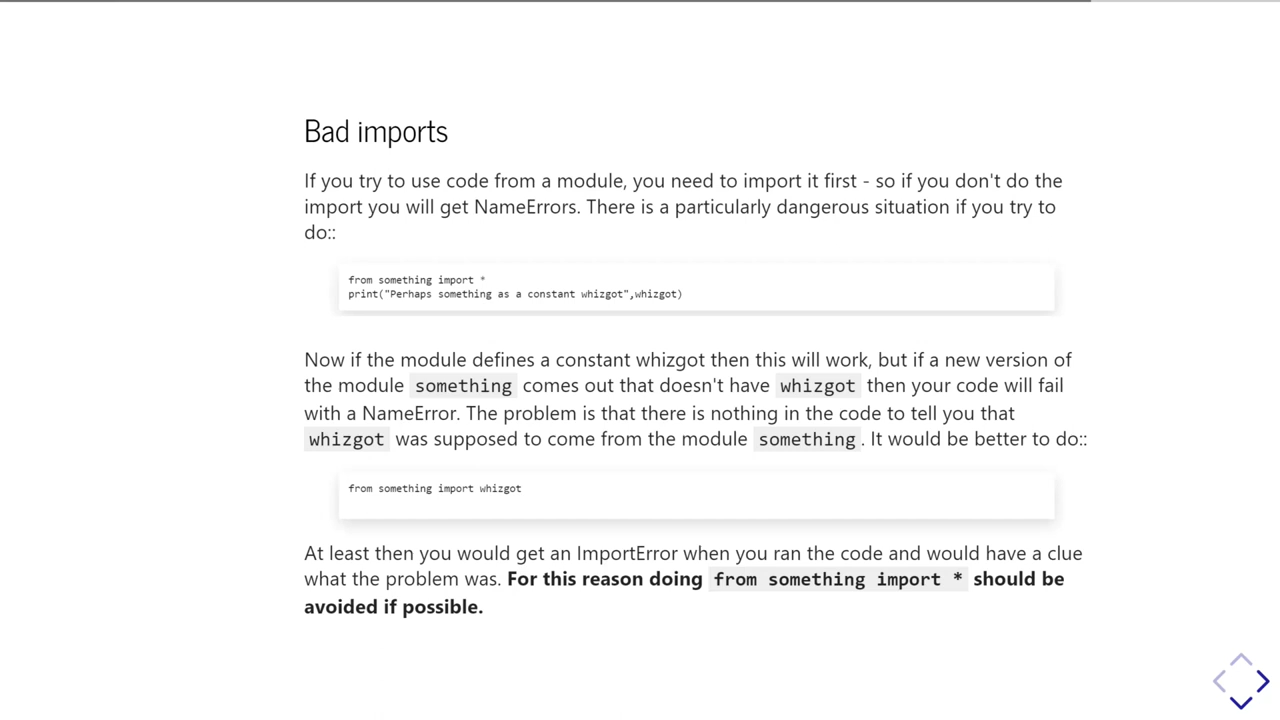 Bad imports
If you try to use code from a module, you need to import it first - so if you don't do the
import you will get NameErrors. There is a particularly dangerous situation if you try to
do::
from something import *
print("Perhaps something as a constant whizgot",whizgot)
Now if the module defines a constant whizgot then this will work, but if a new version of
the module something comes out that doesn't have whizgot then your code will fail
with a NameError. The problem is that there is nothing in the code to tell you that
whizgot was supposed to come from the module something. It would be better to do::
from something import whizgot
At least then you would get an ImportError when you ran the code and would have a clue
what the problem was. For this reason doing from something import * should be
avoided if possible.